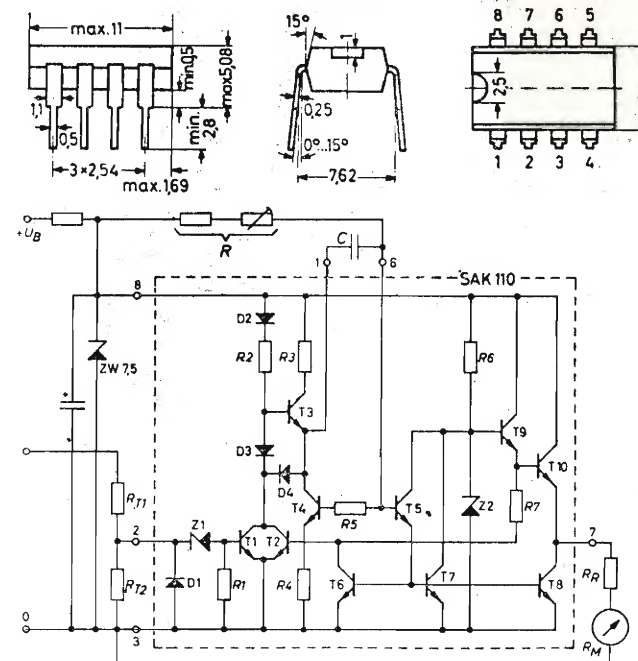 max.11
min0,5
max5,08
1,1
0,5
min.
2,8
3×2,54
max.1,69
15°
1
0,25
0°...15°
7,62
8 7 6 5
2,5
1 2 3 4
+UB
R
C
1
6
SAK 110
8
D2
R2
R3
R6
ZW 7,5
T3
T9
D3
T10
D4
T4
R5
T5
Z2
R7
RT1
2
Z1
T1
T2
7
RT2
D1
R1
R4
T6
T7
T8
RR
0
3
RM